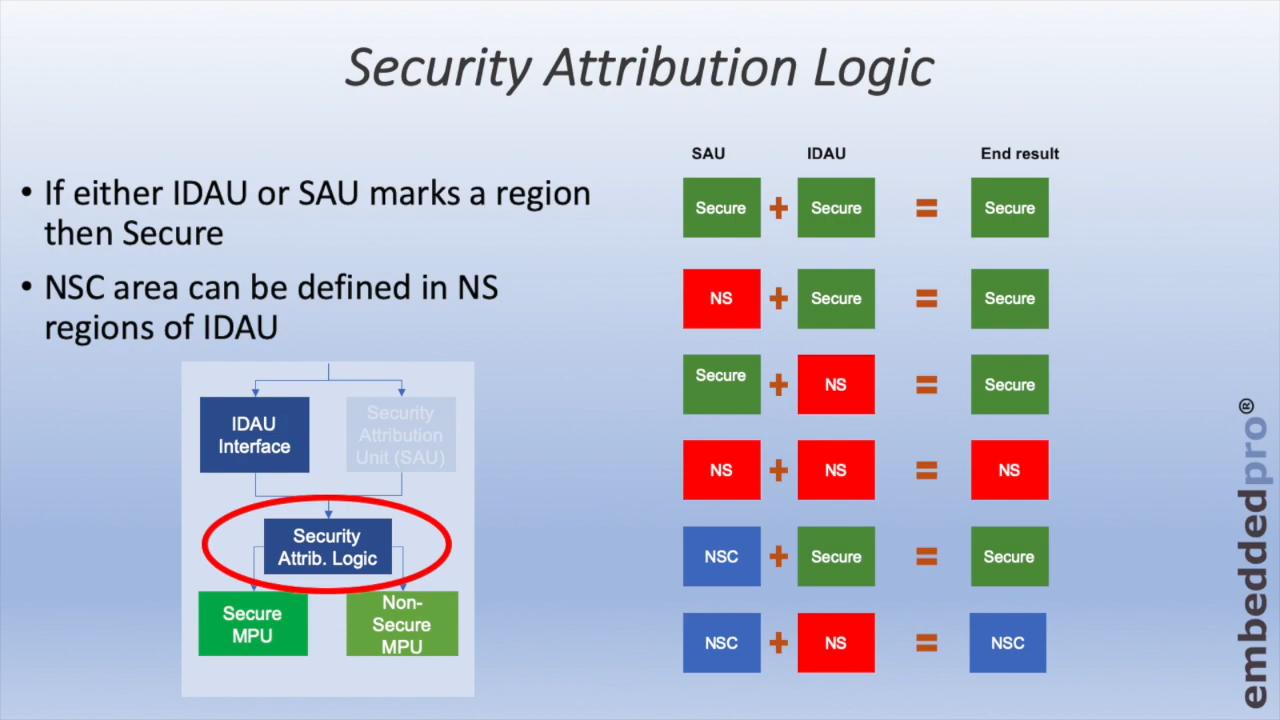 Security Attribution Logic
• If either IDAU or SAU marks a region
then Secure
• NSC area can be defined in NS
regions of IDAU
IDAU
Interface
Security
Attribution
Unit (SAU)
Security
Attrib. Logic
Secure
MPU
Non-
Secure
MPU
SAU IDAU End result
Secure + Secure = Secure
NS + Secure = Secure
Secure + NS = Secure
NS + NS = NS
NSC + Secure = Secure
NSC + NS = NSC
embeddedpro®